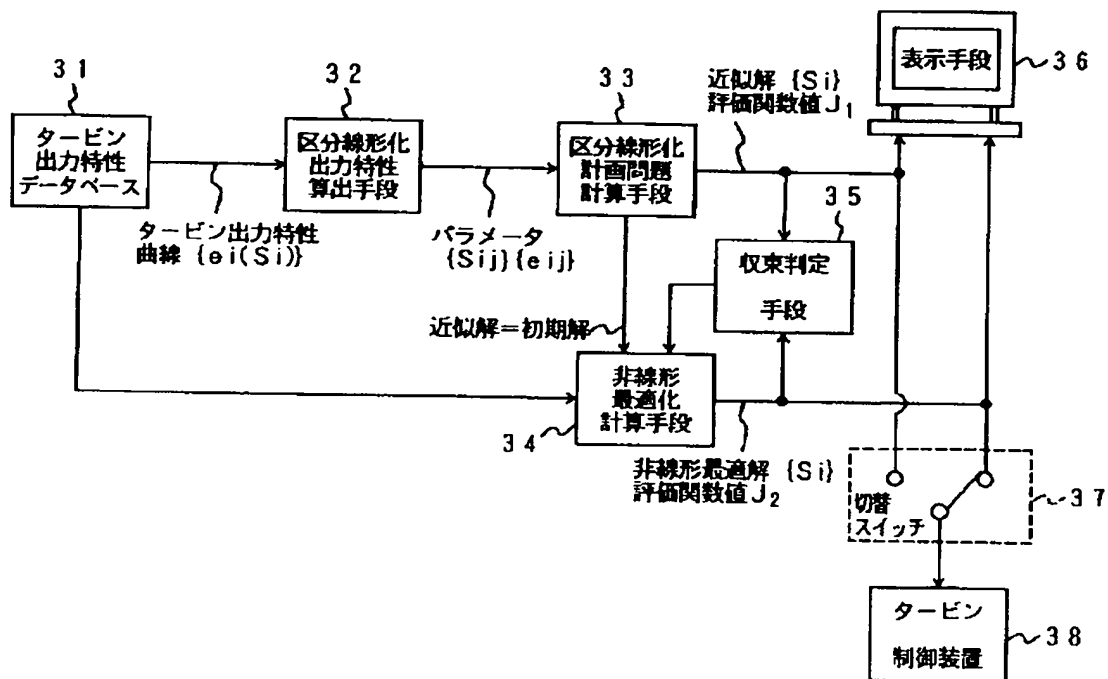 ３１
タービン
出力特性
データベース
タービン出力特性
曲線 {ei(Si)}
３２
区分線形化
出力特性
算出手段
パラメータ
{Sij}{eij}
３３
区分線形化
計画問題
計算手段
近似解 {Si}
評価関数値J1
表示手段
３６
３５
収束判定
手段
近似解＝初期解
非線形
最適化
計算手段
３４
非線形最適解 {Si}
評価関数値J2
切替
スイッチ
３７
タービン
制御装置
３８